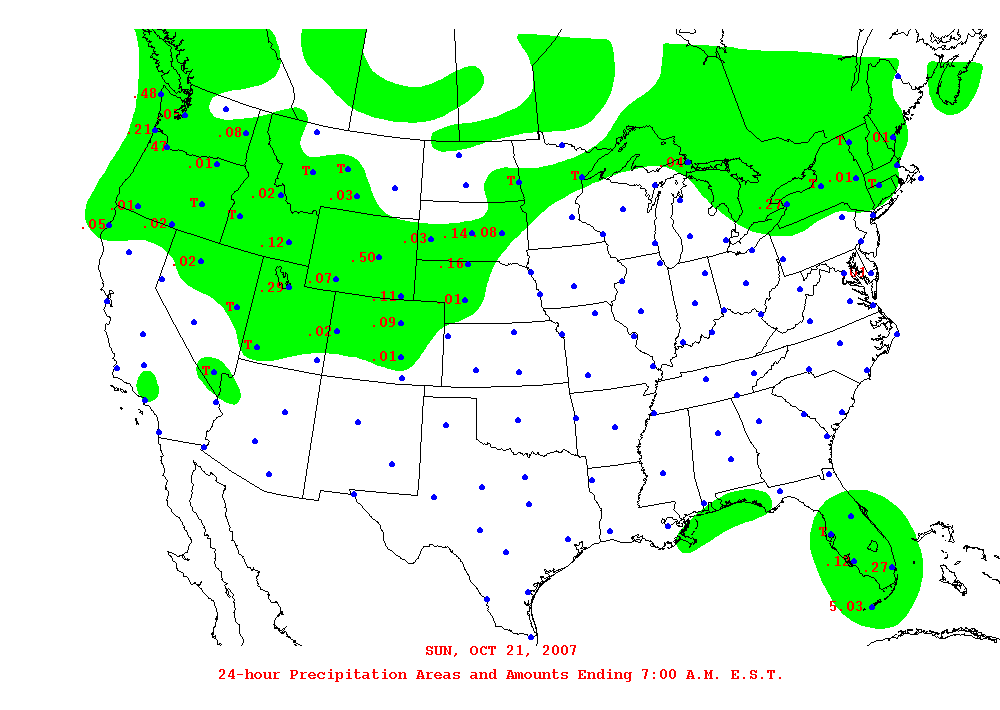 .48
.05
.21
.47
.08
.01
T
T
.03
.02
T
T
.01
.05
.02
.12
.02
.50
.07
.29
T
.11
.09
.02
.01
T
T
T
T
.03
.14
.08
.16
.01
.04
T
.01
.01
T
T
.27
.01
T
.12
.27
5.03
SUN, OCT 21, 2007
24-hour Precipitation Areas and Amounts Ending 7:00 A.M. E.S.T.